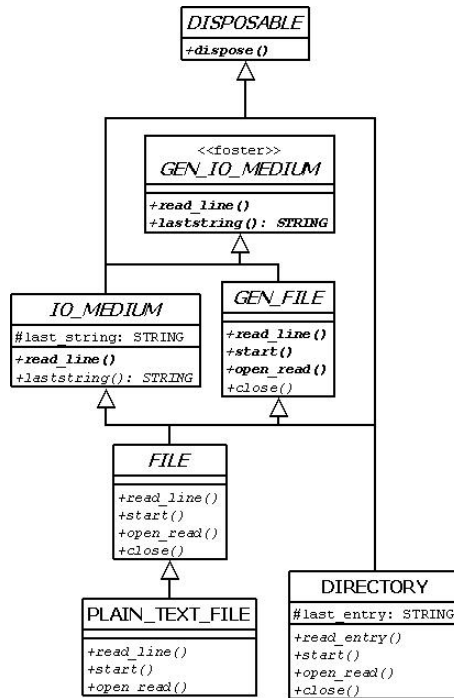 DISPOSABLE
+dispose()
<<foster>>
GEN_IO_MEDIUM
+read_line()
+laststring(): STRING
IO_MEDIUM
#last_string: STRING
+read_line()
+laststring(): STRING
GEN_FILE
+read_line()
+start()
+open_read()
+close()
FILE
+read_line()
+start()
+open_read()
+close()
PLAIN_TEXT_FILE
+read_line()
+start()
+open_read()
DIRECTORY
#last_entry: STRING
+read_entry()
+start()
+open_read()
+close()